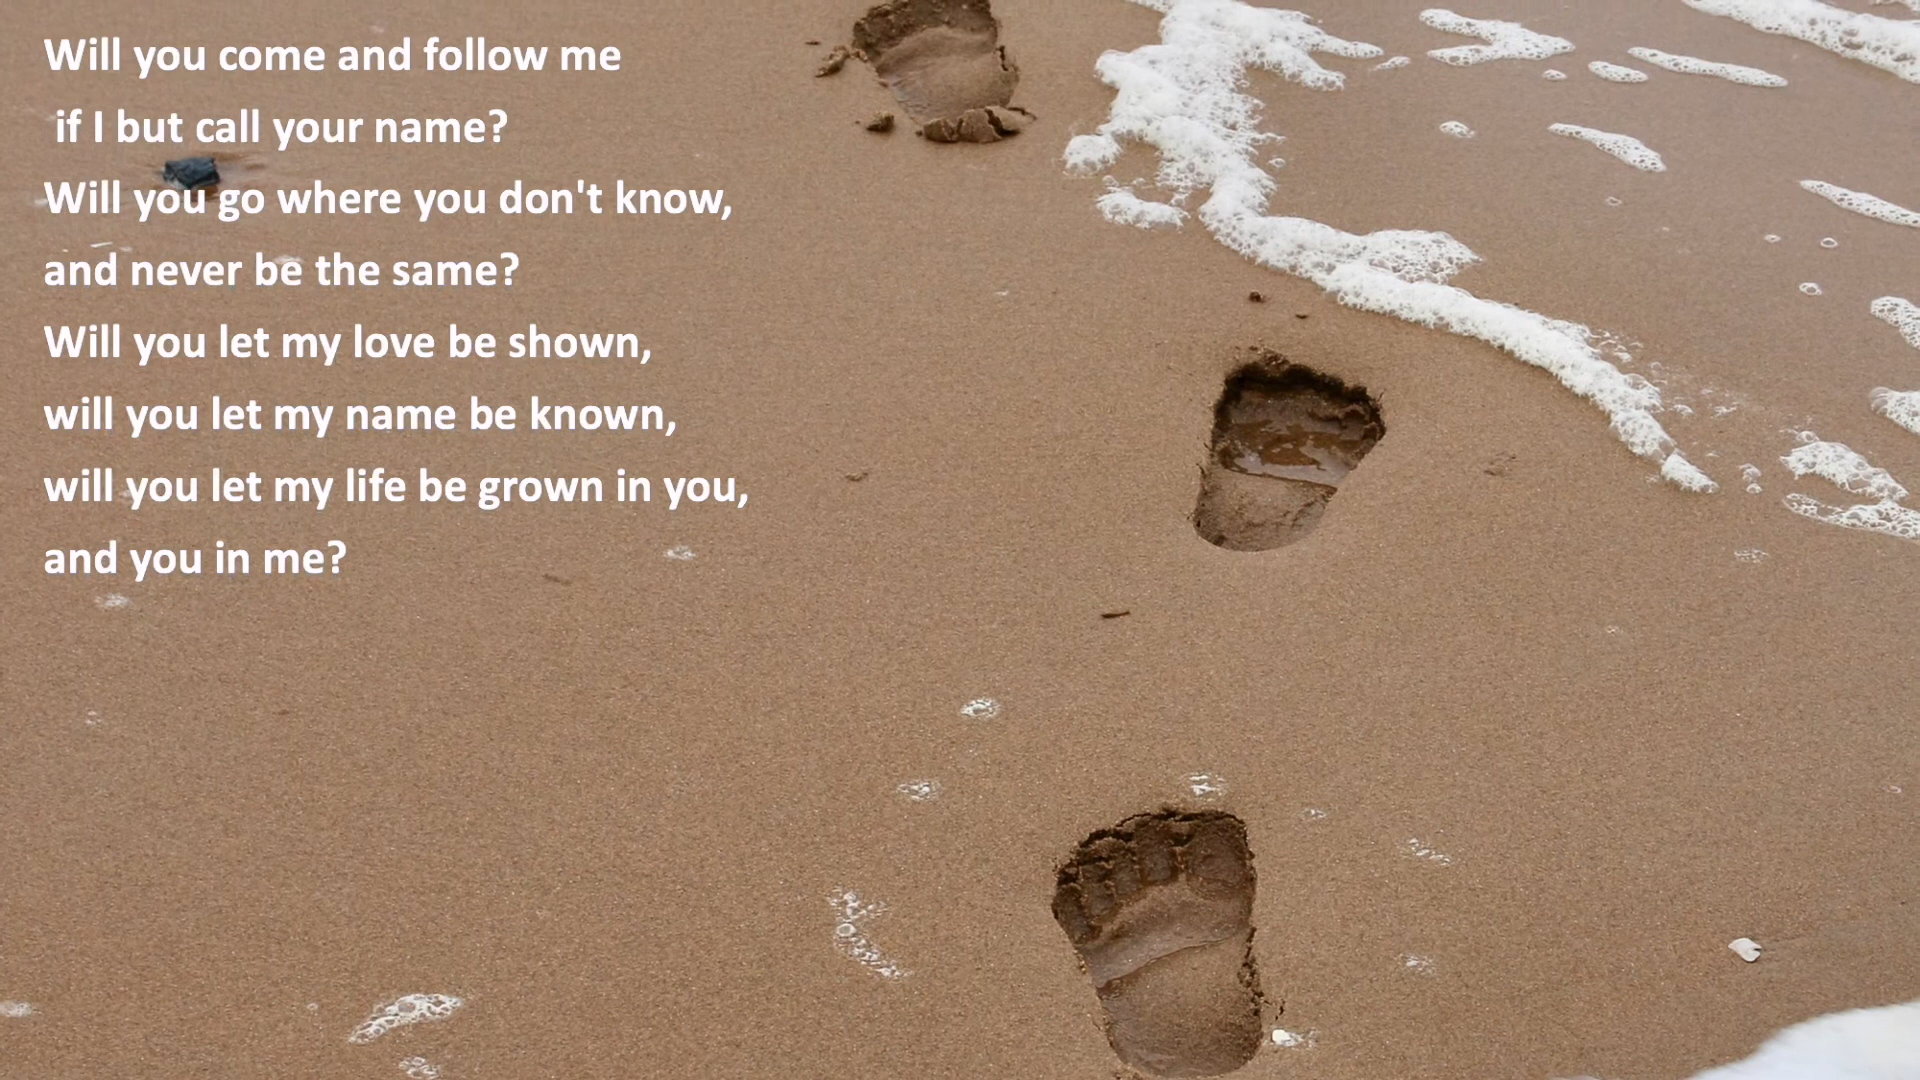 Will you come and follow me
if I but call your name?
Will you go where you don't know,
and never be the same?
Will you let my love be shown,
will you let my name be known,
will you let my life be grown in you,
and you in me?